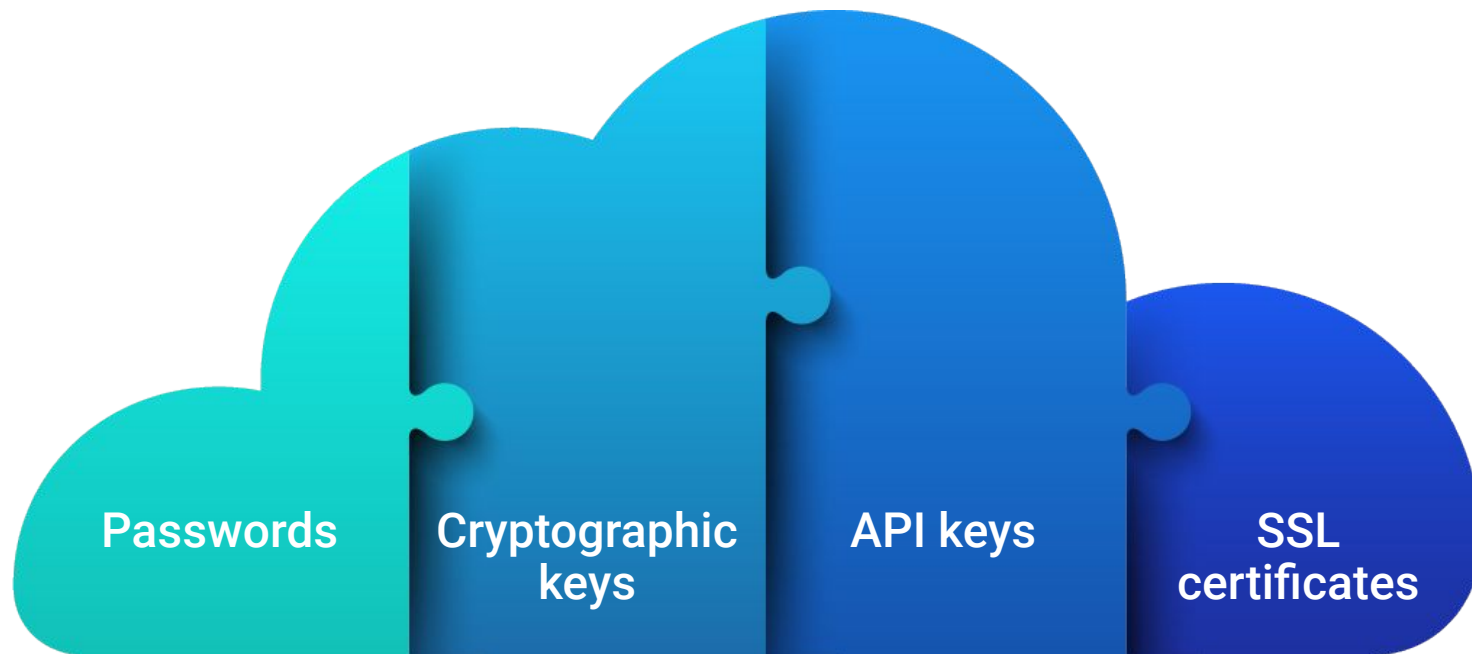 Passwords
Cryptographic
keys
API keys
SSL
certificates